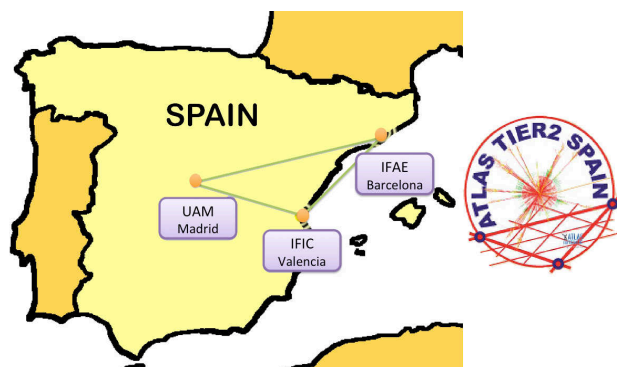 SPAIN
IFAE
Barcelona
UAM
Madrid
IFIC
Valencia
ATLAS TIER2 SPAIN